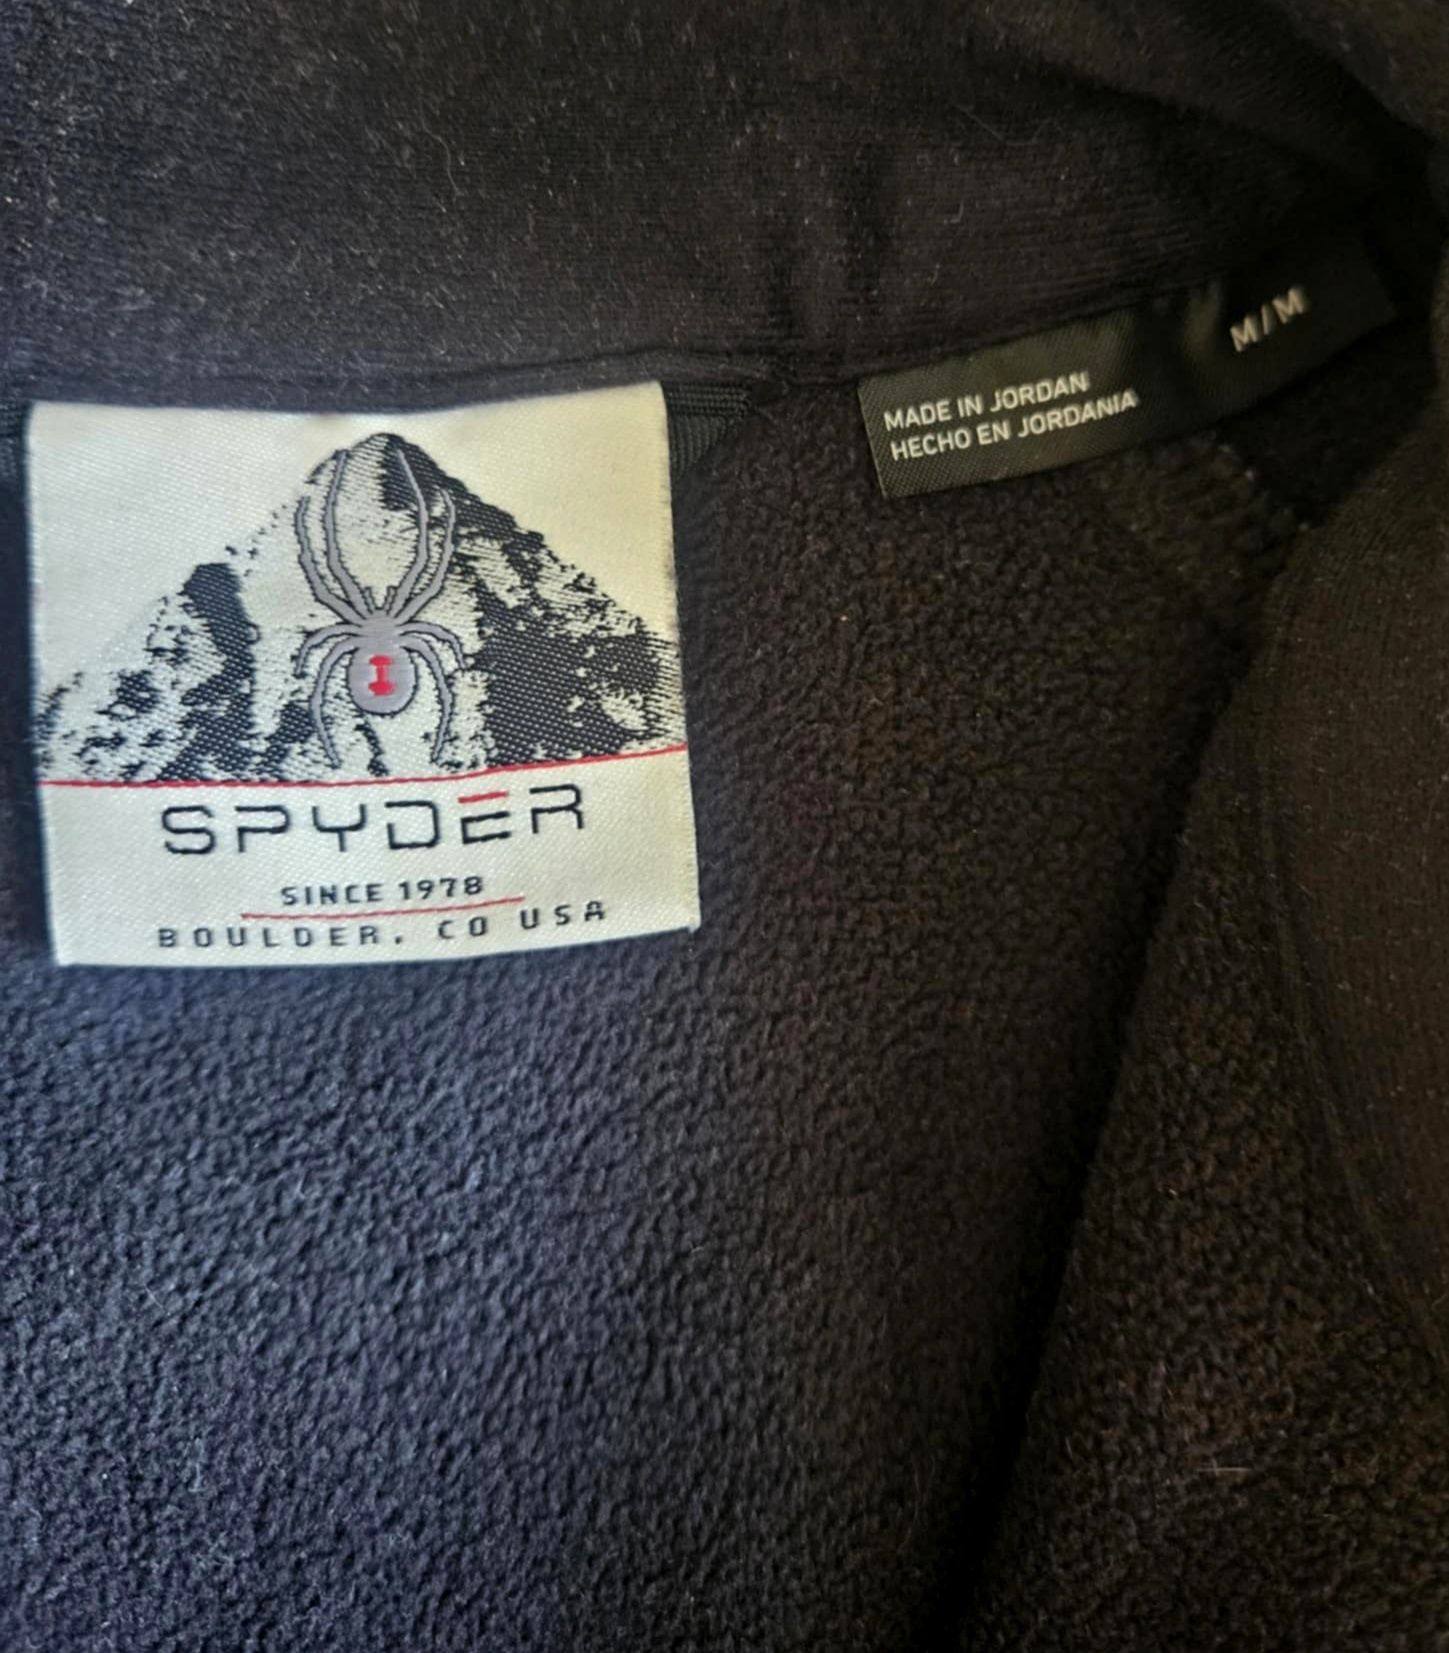 SPYDER
SINCE 1978
BOULDER, CO USA
MADE IN JORDAN
HECHO EN JORDANIA
M/M